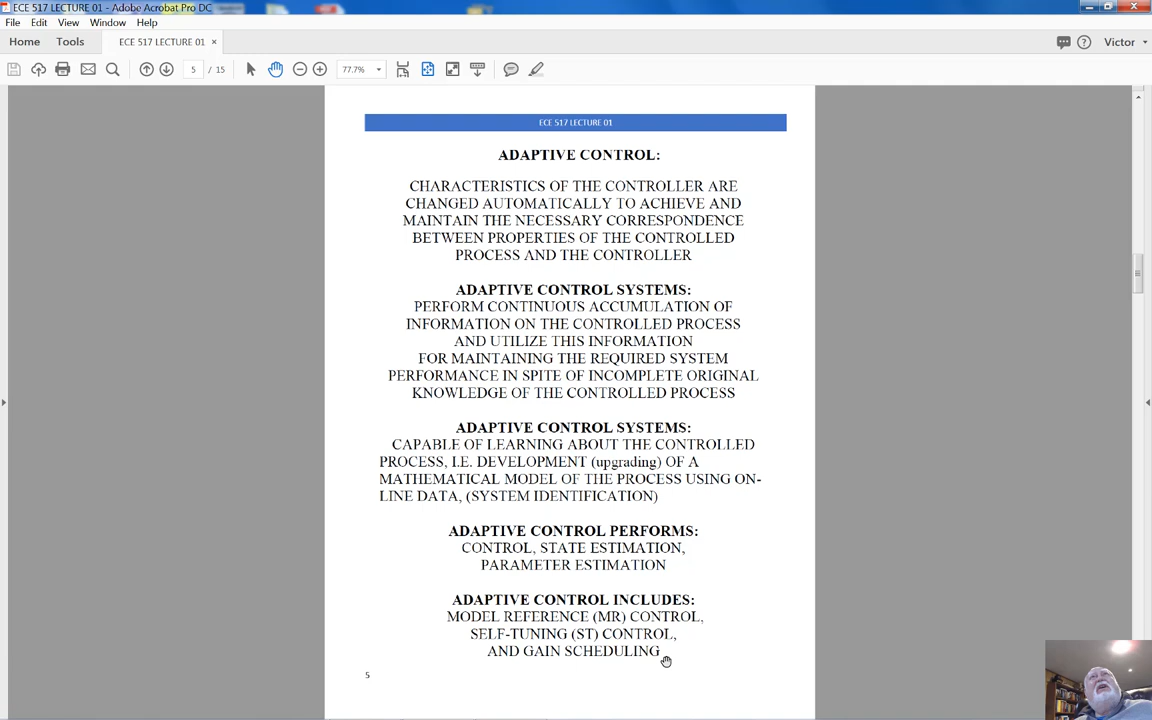 ECE 517 LECTURE 01 - Adobe Acrobat Pro DC
File Edit View Window Help
Home Tools ECE 517 LECTURE 01 × Victor
5 / 15 77.7%
ECE 517 LECTURE 01
ADAPTIVE CONTROL:
CHARACTERISTICS OF THE CONTROLLER ARE
CHANGED AUTOMATICALLY TO ACHIEVE AND
MAINTAIN THE NECESSARY CORRESPONDENCE
BETWEEN PROPERTIES OF THE CONTROLLED
PROCESS AND THE CONTROLLER
ADAPTIVE CONTROL SYSTEMS:
PERFORM CONTINUOUS ACCUMULATION OF
INFORMATION ON THE CONTROLLED PROCESS
AND UTILIZE THIS INFORMATION
FOR MAINTAINING THE REQUIRED SYSTEM
PERFORMANCE IN SPITE OF INCOMPLETE ORIGINAL
KNOWLEDGE OF THE CONTROLLED PROCESS
ADAPTIVE CONTROL SYSTEMS:
CAPABLE OF LEARNING ABOUT THE CONTROLLED
PROCESS, I.E. DEVELOPMENT (upgrading) OF A
MATHEMATICAL MODEL OF THE PROCESS USING ON-
LINE DATA, (SYSTEM IDENTIFICATION)
ADAPTIVE CONTROL PERFORMS:
CONTROL, STATE ESTIMATION,
PARAMETER ESTIMATION
ADAPTIVE CONTROL INCLUDES:
MODEL REFERENCE (MR) CONTROL,
SELF-TUNING (ST) CONTROL,
AND GAIN SCHEDULING
5